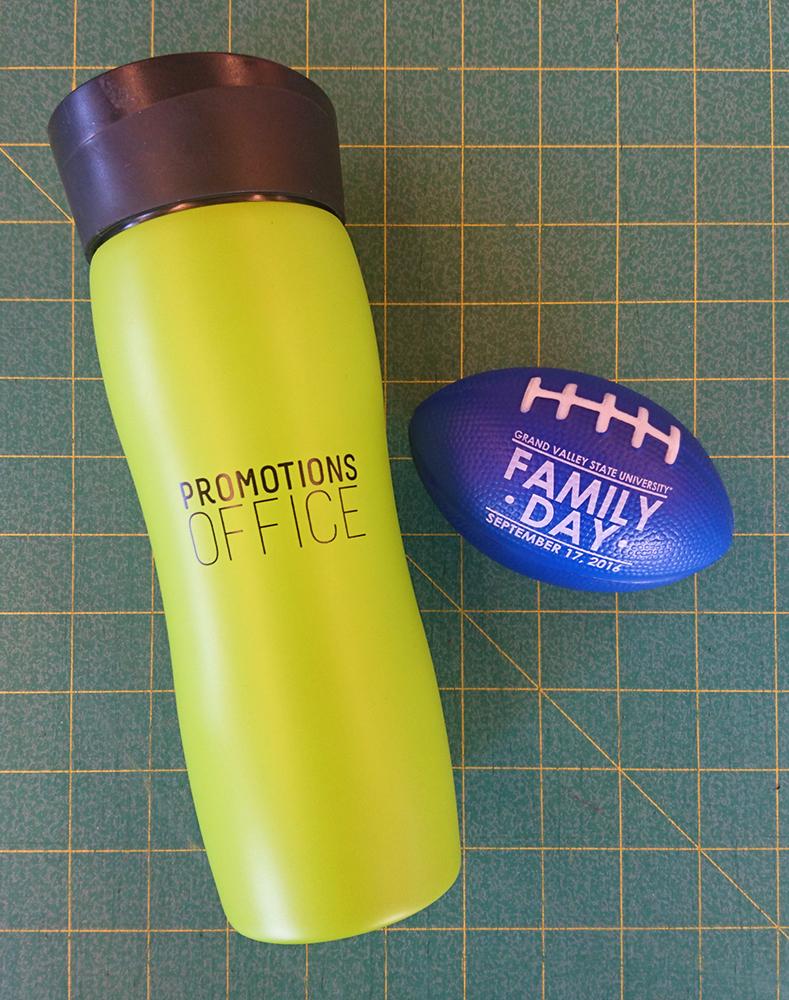 PROMOTIONS
OFFICE
GRAND VALLEY STATE UNIVERSITY
FAMILY
• DAY •
SEPTEMBER 17, 2016